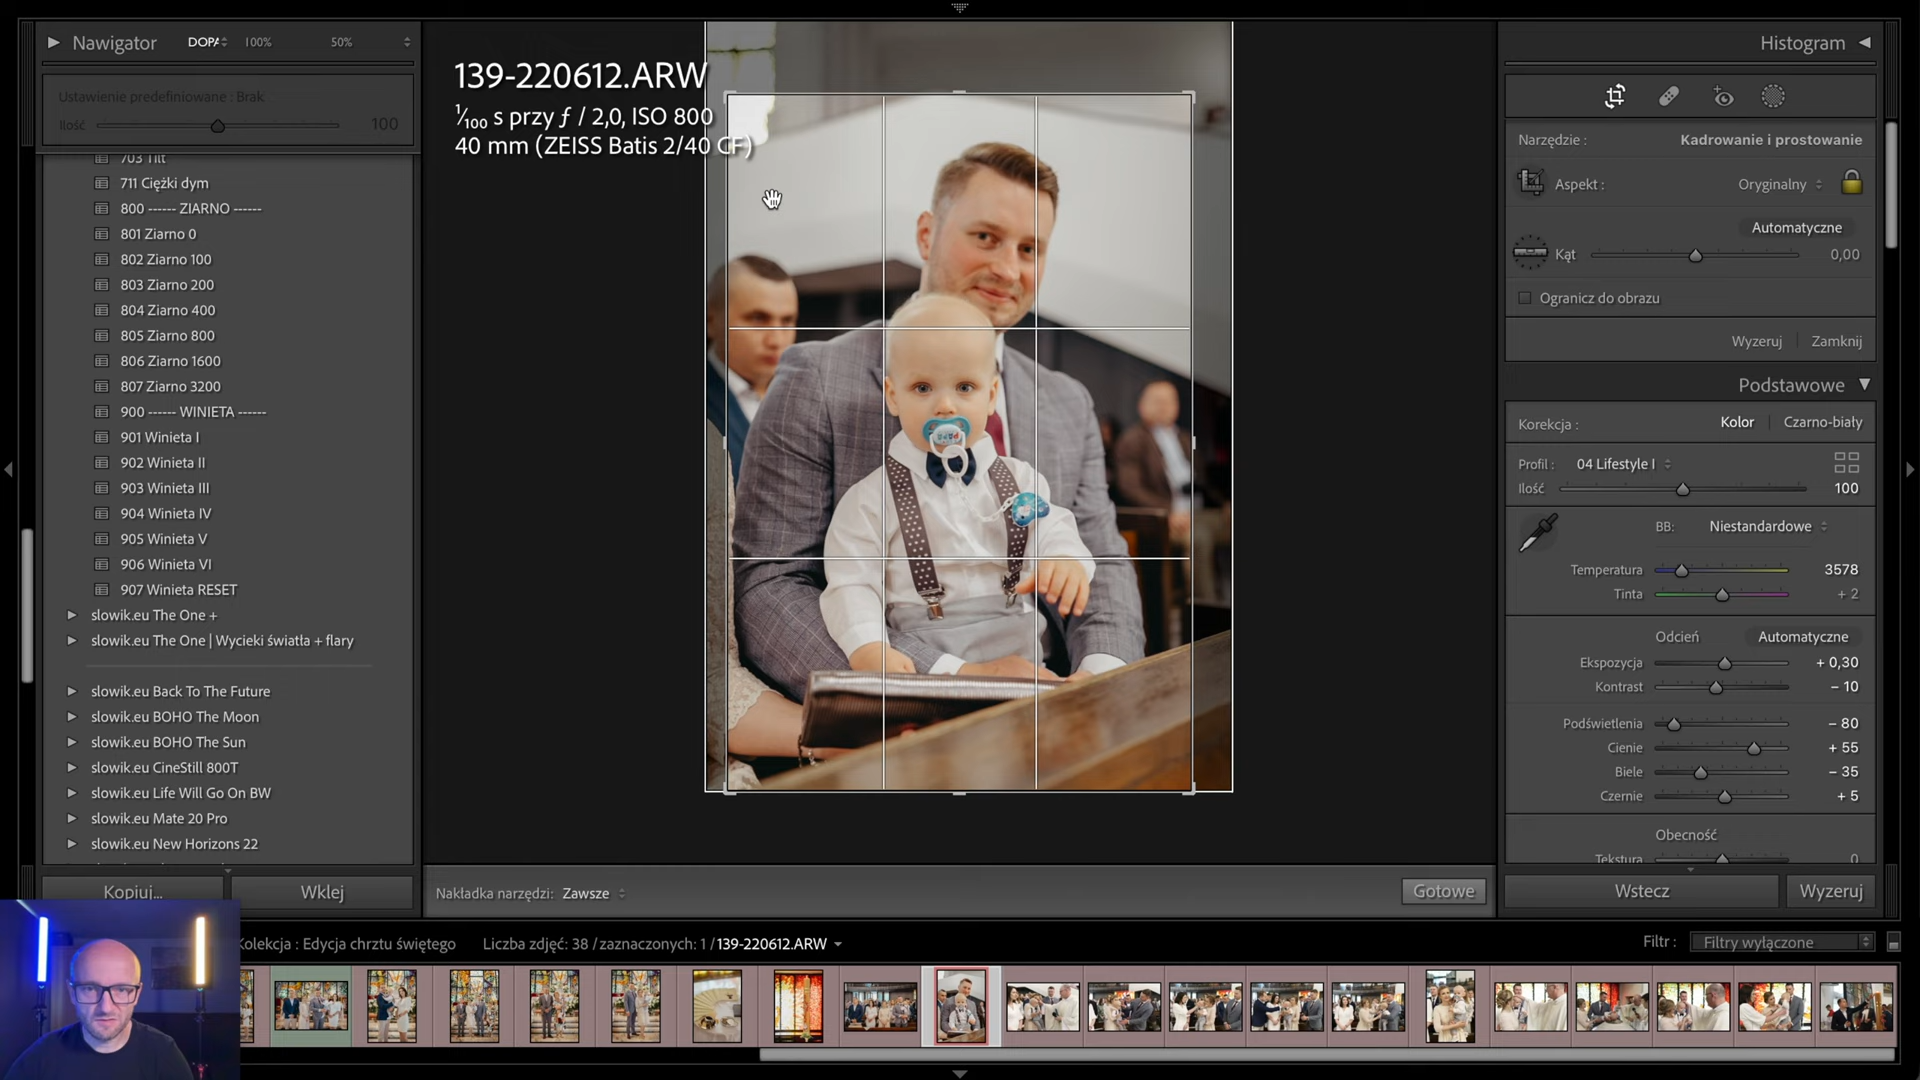 Nawigator DOPA 100% 50%
Ustawienie predefiniowane : Brak
Ilość 100
703 Tilt
711 Ciężki dym
800 ------ ZIARNO ------
801 Ziarno 0
802 Ziarno 100
803 Ziarno 200
804 Ziarno 400
805 Ziarno 800
806 Ziarno 1600
807 Ziarno 3200
900 ------ WINIETA ------
901 Winieta I
902 Winieta II
903 Winieta III
904 Winieta IV
905 Winieta V
906 Winieta VI
907 Winieta RESET
slowik.eu The One +
slowik.eu The One | Wycieki światła + flary
slowik.eu Back To The Future
slowik.eu BOHO The Moon
slowik.eu BOHO The Sun
slowik.eu CineStill 800T
slowik.eu Life Will Go On BW
slowik.eu Mate 20 Pro
slowik.eu New Horizons 22
Kopiuj... Wklej
139-220612.ARW
1/100 s przy ƒ / 2,0, ISO 800
40 mm (ZEISS Batis 2/40 CF)
Nakładka narzędzi: Zawsze
Gotowe
Histogram
Narzędzie : Kadrowanie i prostowanie
Aspekt : Oryginalny
Automatyczne
Kąt 0,00
Ogranicz do obrazu
Wyzeruj Zamknij
Podstawowe
Korekcja : Kolor Czarno-biały
Profil : 04 Lifestyle I
Ilość 100
BB: Niestandardowe
Temperatura 3578
Tinta + 2
Odcień Automatyczne
Ekspozycja + 0,30
Kontrast – 10
Podświetlenia – 80
Cienie + 55
Biele – 35
Czernie + 5
Obecność
Tekstura 0
Wstecz Wyzeruj
Kolekcja : Edycja chrztu świętego Liczba zdjęć: 38 / zaznaczonych: 1 / 139-220612.ARW
Filtr : Filtry wyłączone